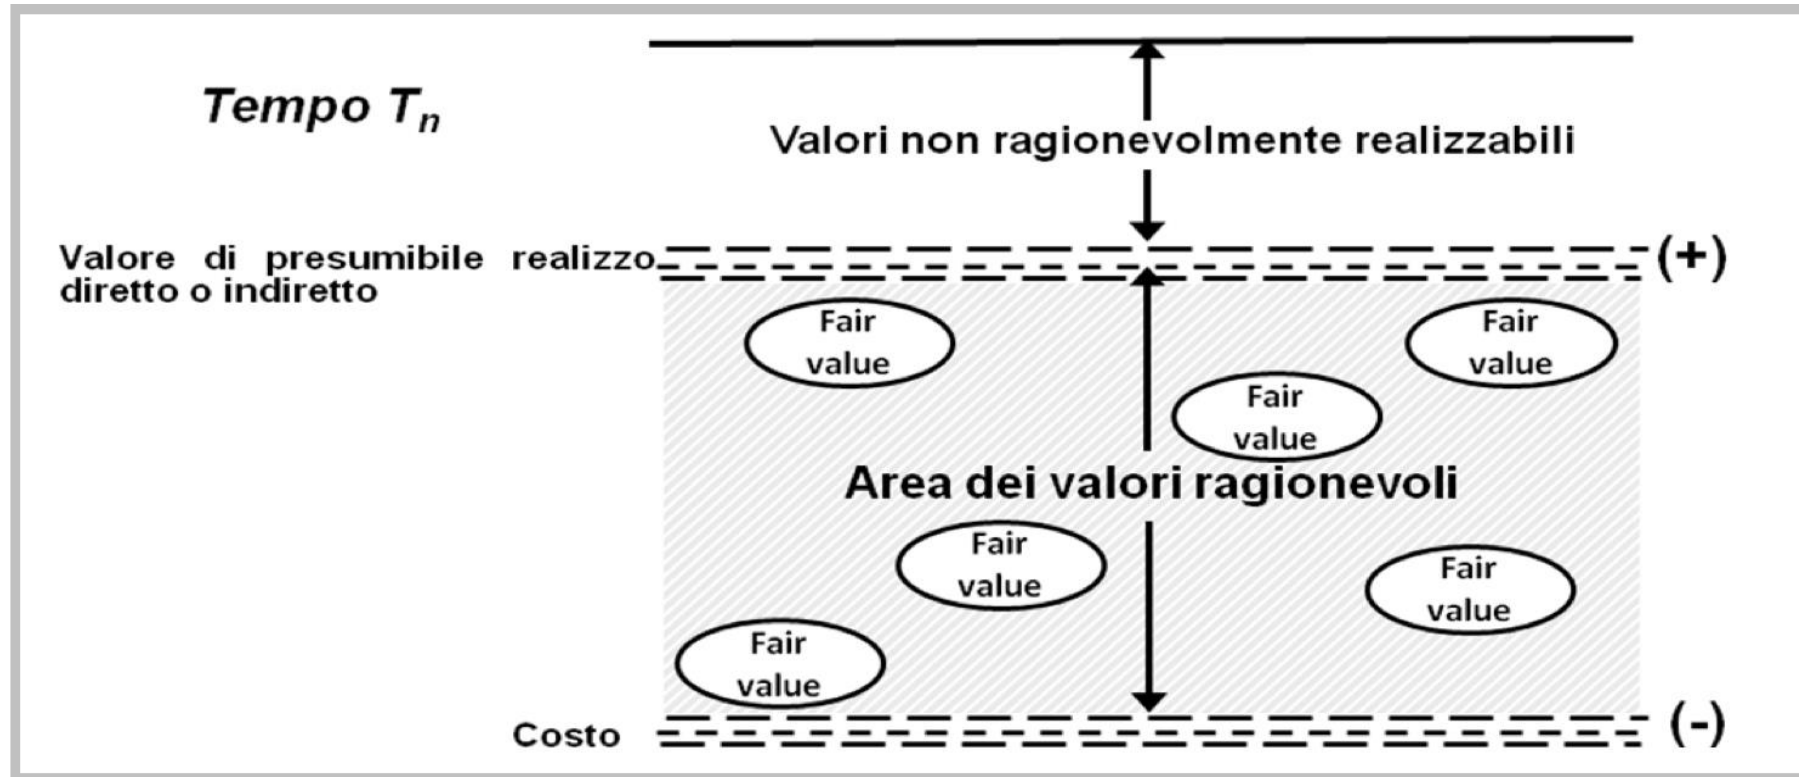 Tempo Tn
Valori non ragionevolmente realizzabili
Valore di presumibile realizzo
diretto o indiretto
(+)
Fair
value
Fair
value
Fair
value
Area dei valori ragionevoli
Fair
value
Fair
value
Fair
value
Costo
(-)